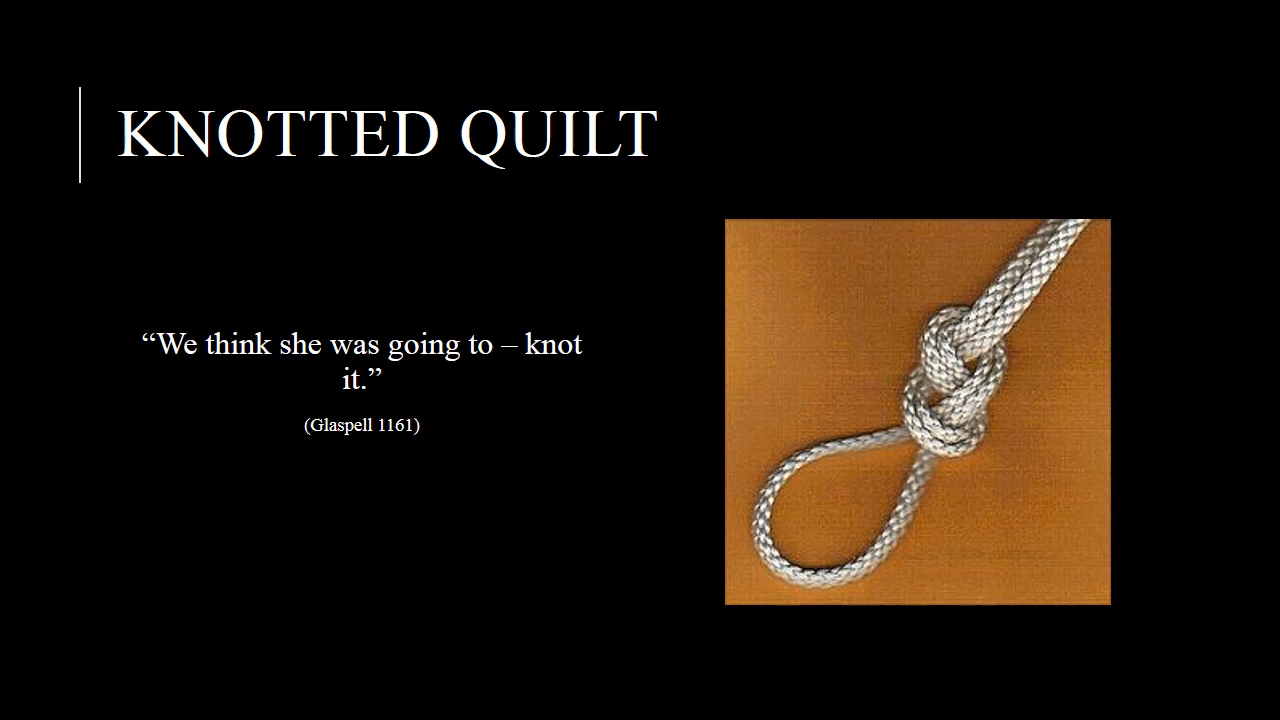 KNOTTED QUILT
“We think she was going to – knot
it.”
(Glaspell 1161)